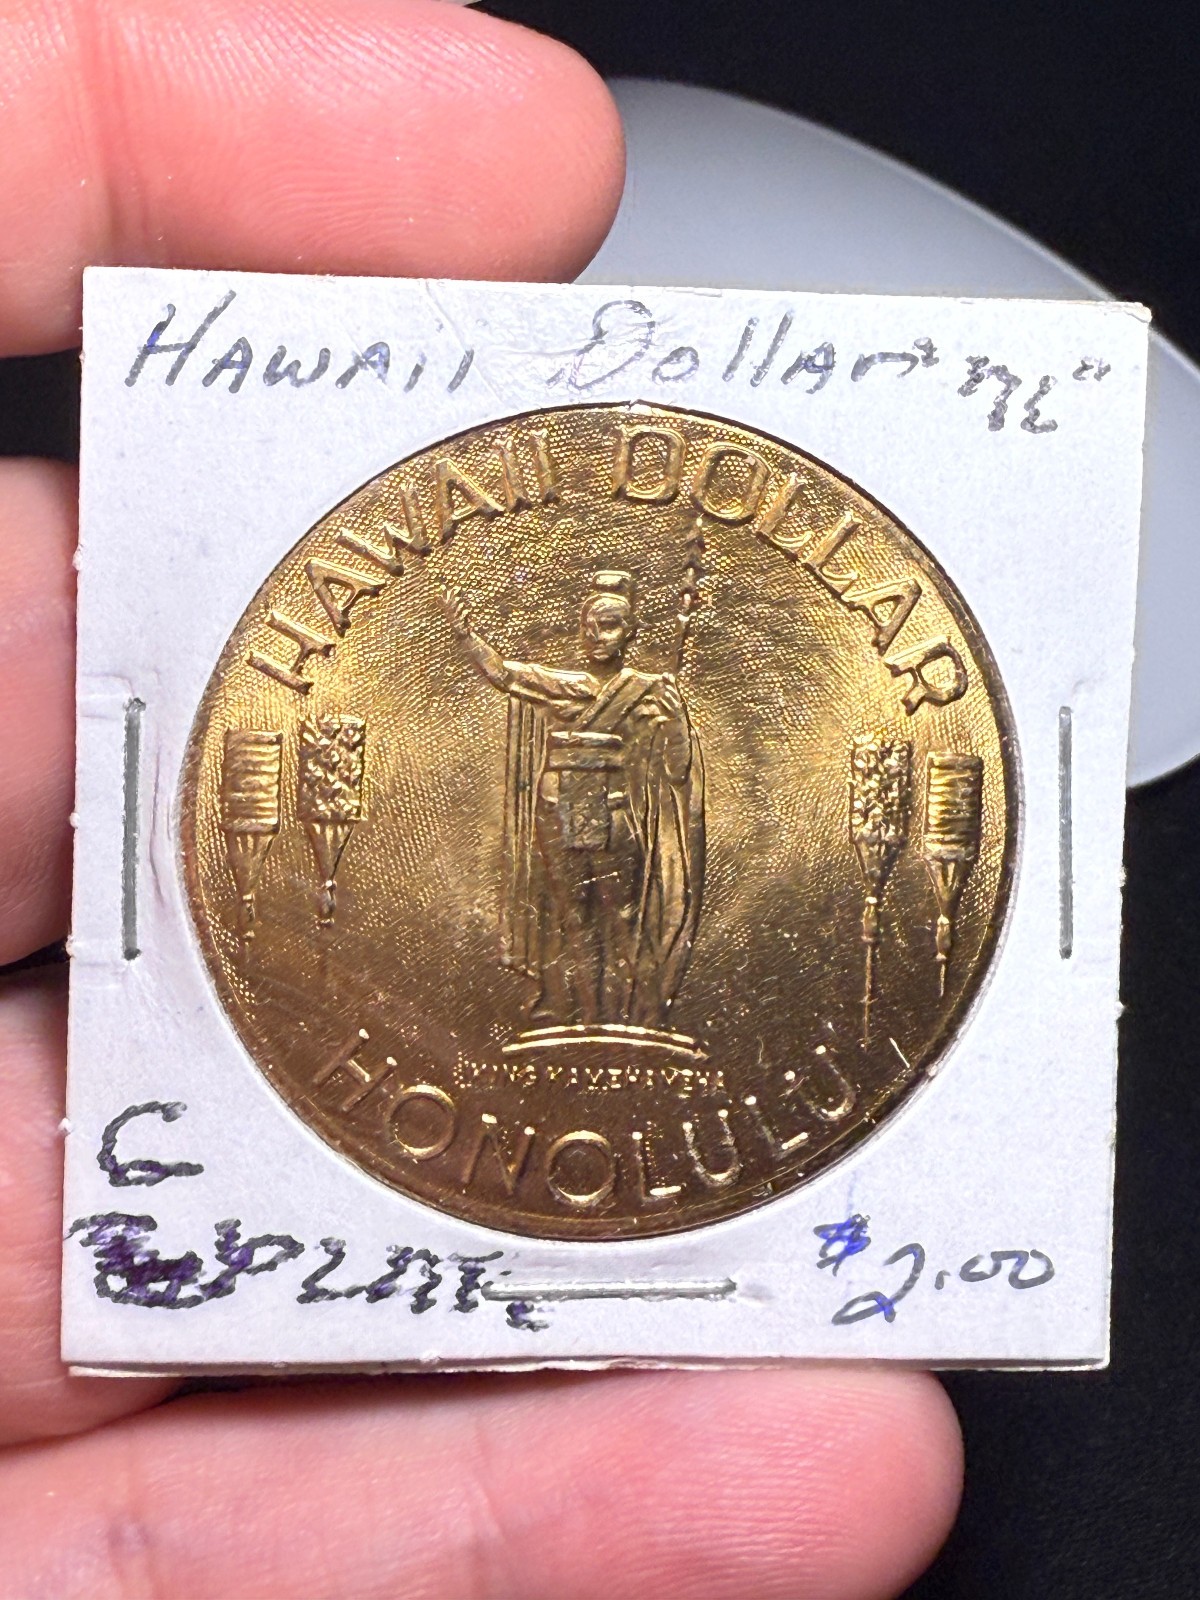 HAWAii Dollar
HAWAII DOLLAR
KING KAMEHAMEHA
HONOLULU
C
$2.00